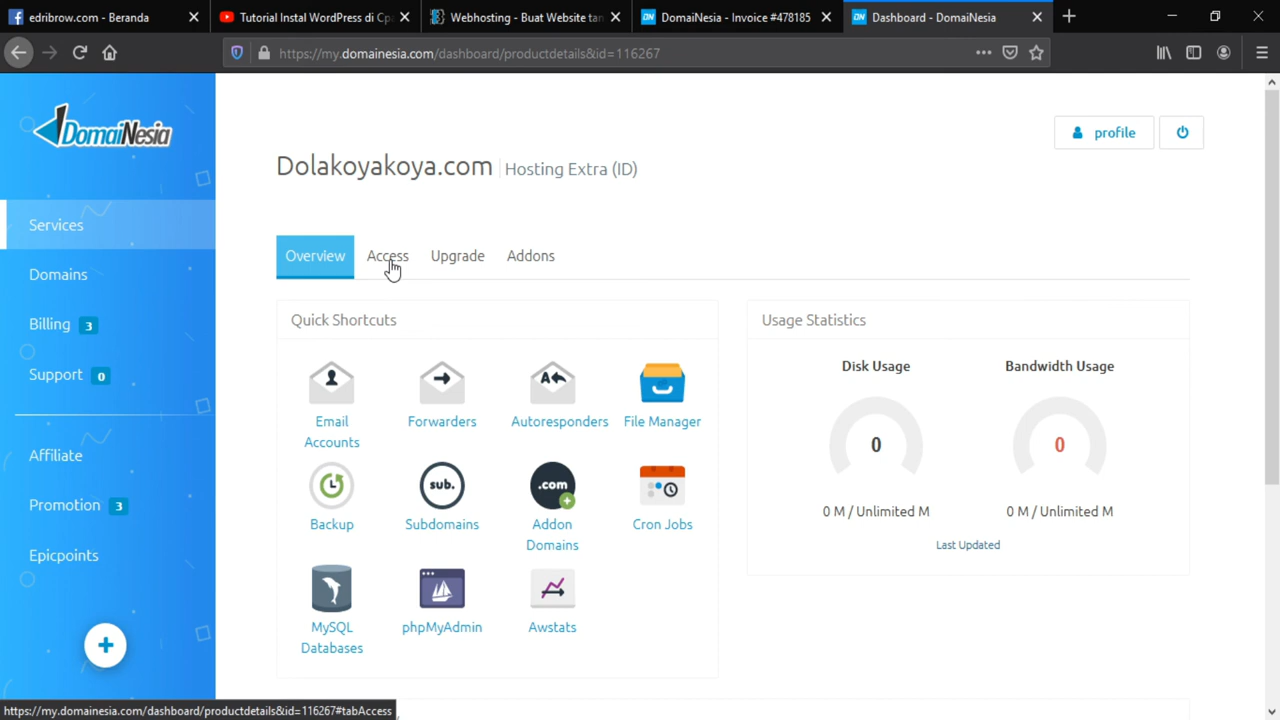 edribrow.com - Beranda
Tutorial Instal WordPress di Cp
Webhosting - Buat Website tan
DomaiNesia - Invoice #478185
Dashboard - DomaiNesia
https://my.domainesia.com/dashboard/productdetails&id=116267
DomaiNesia
profile
Dolakoyakoya.com
Hosting Extra (ID)
Services
Domains
Billing 3
Support 0
Affiliate
Promotion 3
Epicpoints
Overview
Access
Upgrade
Addons
Quick Shortcuts
Email
Accounts
Forwarders
Autoresponders
File Manager
Backup
sub.
Subdomains
.com
Addon
Domains
Cron Jobs
MySQL
Databases
phpMyAdmin
Awstats
Usage Statistics
Disk Usage
Bandwidth Usage
0
0
0 M / Unlimited M
0 M / Unlimited M
Last Updated
https://my.domainesia.com/dashboard/productdetails&id=116267#tabAccess